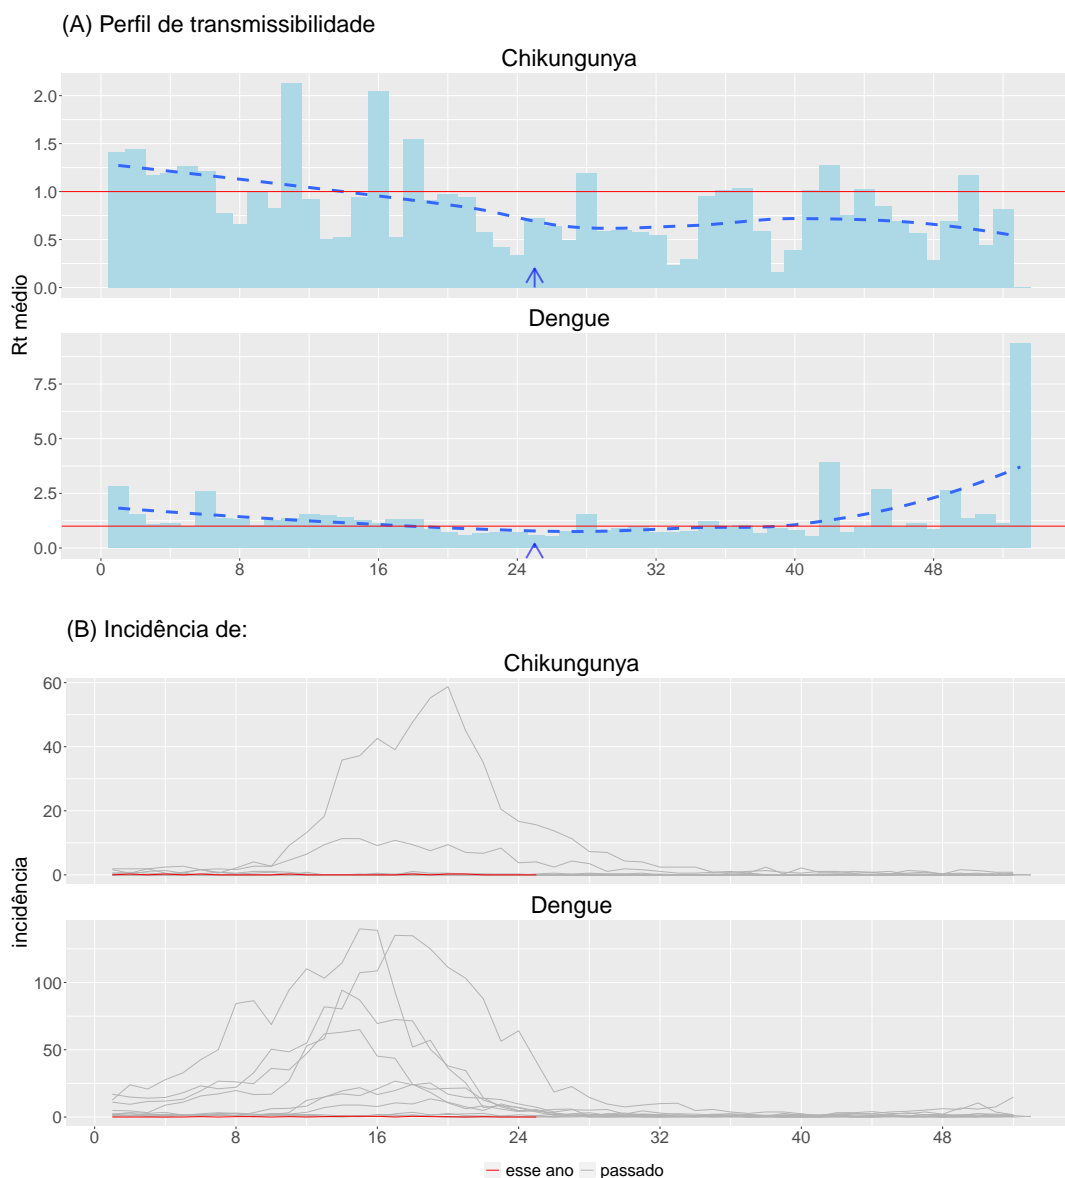 (A) Perfil de transmissibilidade
Chikungunya
2.0
1.5
1.0
0.5
0.0
Rt médio
Dengue
7.5
5.0
2.5
0.0
0 8 16 24 32 40 48
(B) Incidência de:
Chikungunya
60
40
20
0
incidência
Dengue
100
50
0
0 8 16 24 32 40 48
esse ano passado